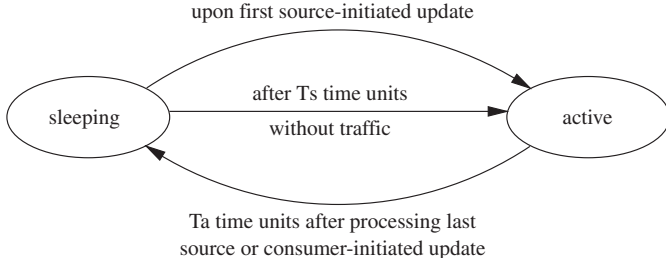 upon first source-initiated update
after Ts time units
sleeping
active
without traffic
Ta time units after processing last
source or consumer-initiated update